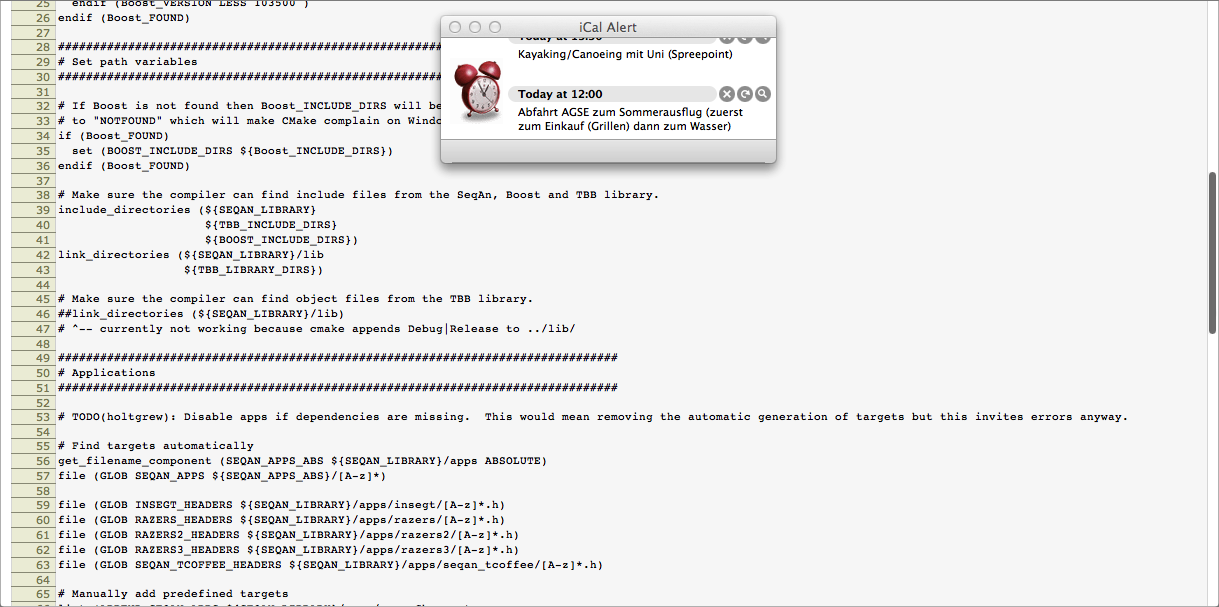 25   endif (Boost_VERSION LESS 103500 )
26 endif (Boost_FOUND)
27
28 #######################################################
29 # Set path variables
30 #######################################################
31
32 # If Boost is not found then Boost_INCLUDE_DIRS will be
33 # to "NOTFOUND" which will make CMake complain on Windo
34 if (Boost_FOUND)
35   set (BOOST_INCLUDE_DIRS ${Boost_INCLUDE_DIRS})
36 endif (Boost_FOUND)
37
38 # Make sure the compiler can find include files from the SeqAn, Boost and TBB library.
39 include_directories (${SEQAN_LIBRARY}
40                      ${TBB_INCLUDE_DIRS}
41                      ${BOOST_INCLUDE_DIRS})
42 link_directories (${SEQAN_LIBRARY}/lib
43                   ${TBB_LIBRARY_DIRS})
44
45 # Make sure the compiler can find object files from the TBB library.
46 ##link_directories (${SEQAN_LIBRARY}/lib)
47 # ^-- currently not working because cmake appends Debug|Release to ../lib/
48
49 ################################################################################
50 # Applications
51 ################################################################################
52
53 # TODO(holtgrew): Disable apps if dependencies are missing.  This would mean removing the automatic generation of targets but this invites errors anyway.
54
55 # Find targets automatically
56 get_filename_component (SEQAN_APPS_ABS ${SEQAN_LIBRARY}/apps ABSOLUTE)
57 file (GLOB SEQAN_APPS ${SEQAN_APPS_ABS}/[A-z]*)
58
59 file (GLOB INSEGT_HEADERS ${SEQAN_LIBRARY}/apps/insegt/[A-z]*.h)
60 file (GLOB RAZERS_HEADERS ${SEQAN_LIBRARY}/apps/razers/[A-z]*.h)
61 file (GLOB RAZERS2_HEADERS ${SEQAN_LIBRARY}/apps/razers2/[A-z]*.h)
62 file (GLOB RAZERS3_HEADERS ${SEQAN_LIBRARY}/apps/razers3/[A-z]*.h)
63 file (GLOB SEQAN_TCOFFEE_HEADERS ${SEQAN_LIBRARY}/apps/seqan_tcoffee/[A-z]*.h)
64
65 # Manually add predefined targets
iCal Alert
Today at
Kayaking/Canoeing mit Uni (Spreepoint)
Today at 12:00
Abfahrt AGSE zum Sommerausflug (zuerst
zum Einkauf (Grillen) dann zum Wasser)